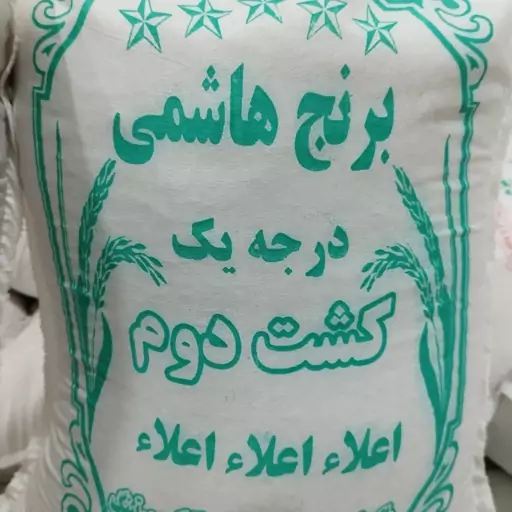 برنج هاشمی
درجه یک
کشت دوم
اعلاء اعلاء اعلاء